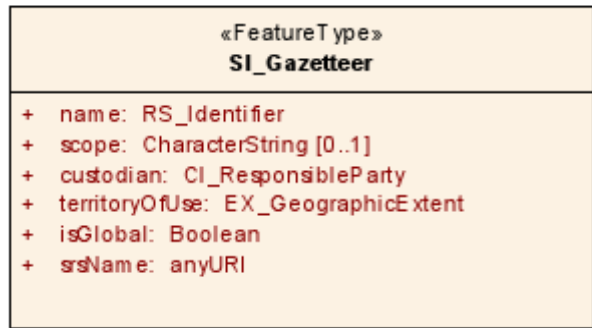 «FeatureType»
SI_Gazetteer
+ name: RS_Identifier
+ scope: CharacterString [0..1]
+ custodian: CI_ResponsibleParty
+ territoryOfUse: EX_GeographicExtent
+ isGlobal: Boolean
+ srsName: anyURI